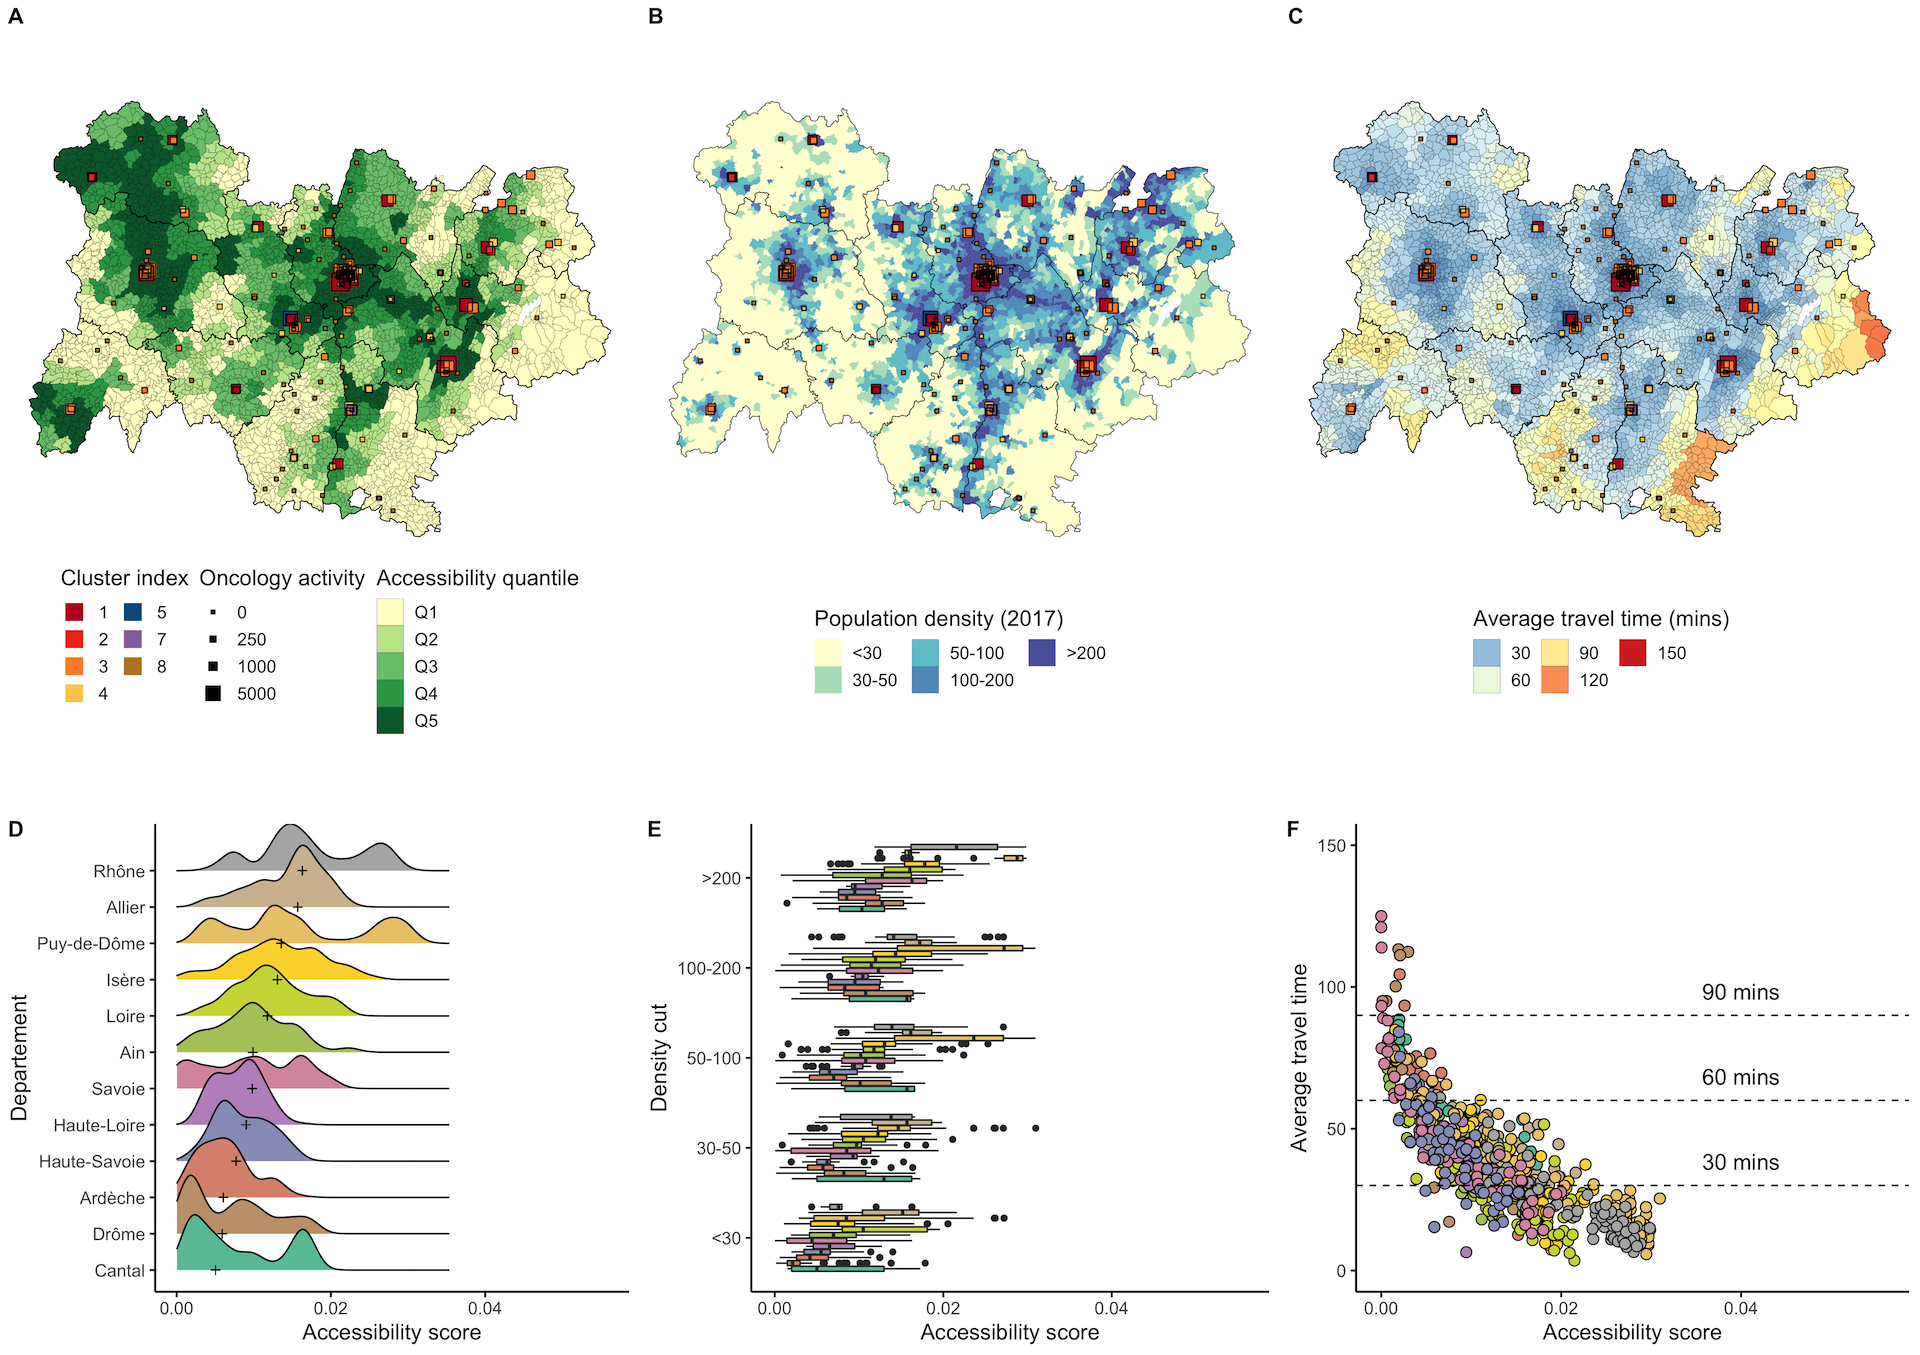 A
B
C
Cluster index
1
5
2
7
3
8
4
Oncology activity
0
250
1000
5000
Accessibility quantile
Q1
Q2
Q3
Q4
Q5
Population density (2017)
<30
50-100
>200
30-50
100-200
Average travel time (mins)
30
90
150
60
120
D
Departement
Rhône
Allier
Puy-de-Dôme
Isère
Loire
Ain
Savoie
Haute-Loire
Haute-Savoie
Ardèche
Drôme
Cantal
0.00
0.02
0.04
Accessibility score
E
Density cut
>200
100-200
50-100
30-50
<30
0.00
0.02
0.04
Accessibility score
F
Average travel time
150
100
50
0
90 mins
60 mins
30 mins
0.00
0.02
0.04
Accessibility score